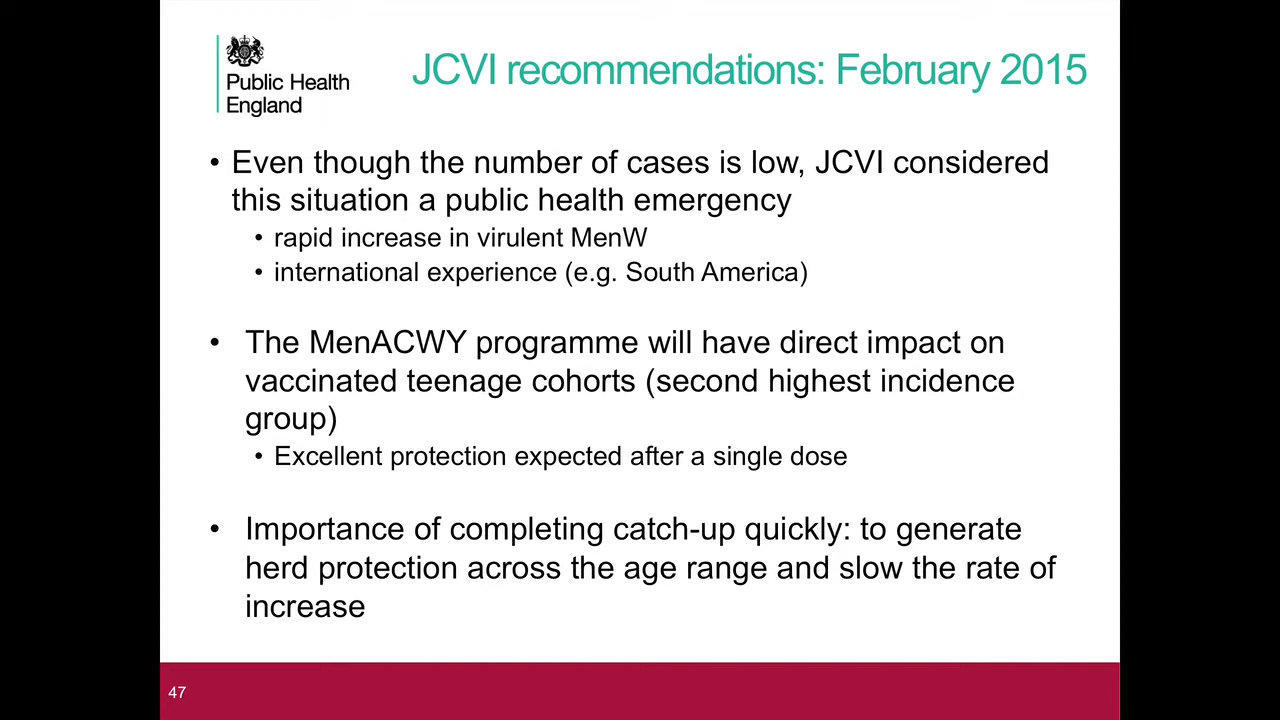 Public Health
England
JCVI recommendations: February 2015
• Even though the number of cases is low, JCVI considered
this situation a public health emergency
• rapid increase in virulent MenW
• international experience (e.g. South America)
• The MenACWY programme will have direct impact on
vaccinated teenage cohorts (second highest incidence
group)
• Excellent protection expected after a single dose
• Importance of completing catch-up quickly: to generate
herd protection across the age range and slow the rate of
increase
47